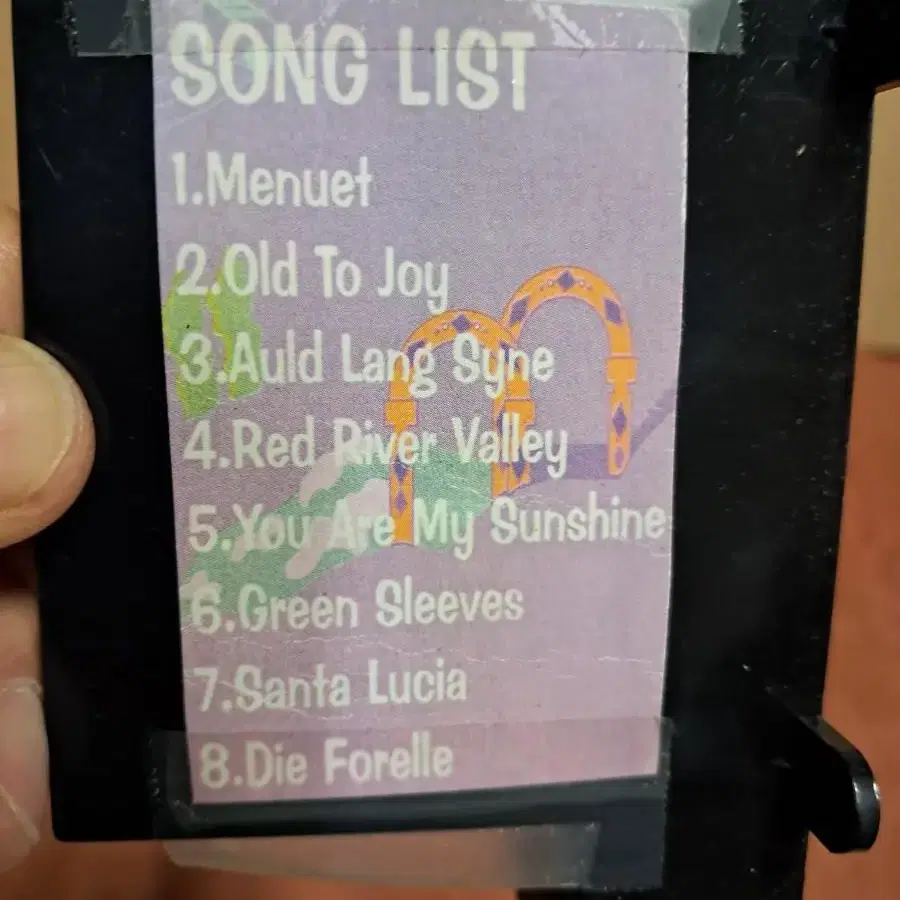 SONG LIST
1.Menuet
2.Old To Joy
3.Auld Lang Syne
4.Red River Valley
5.You Are My Sunshine
6.Green Sleeves
7.Santa Lucia
8.Die Forelle